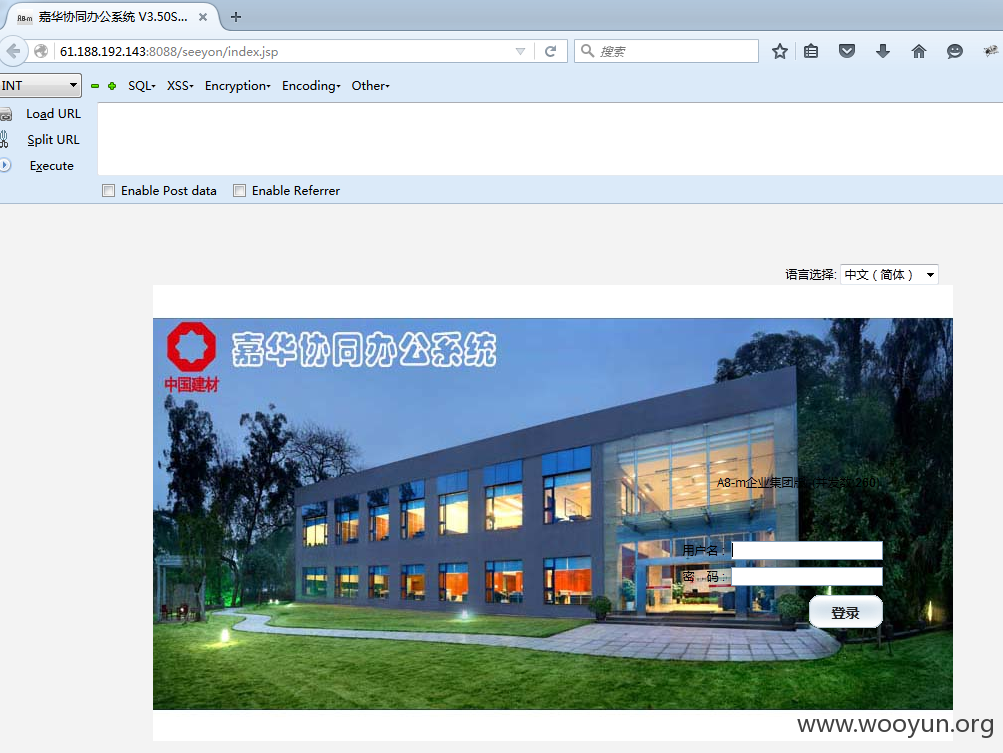 嘉华协同办公系统 V3.50S...
61.188.192.143:8088/seeyon/index.jsp
搜索
INT
SQL
XSS
Encryption
Encoding
Other
Load URL
Split URL
Execute
Enable Post data
Enable Referrer
语言选择:
中文 ( 简体 )
嘉华协同办公系统
中国建材
A8-m企业集团
用户名:
密 码:
登录
www.wooyun.org